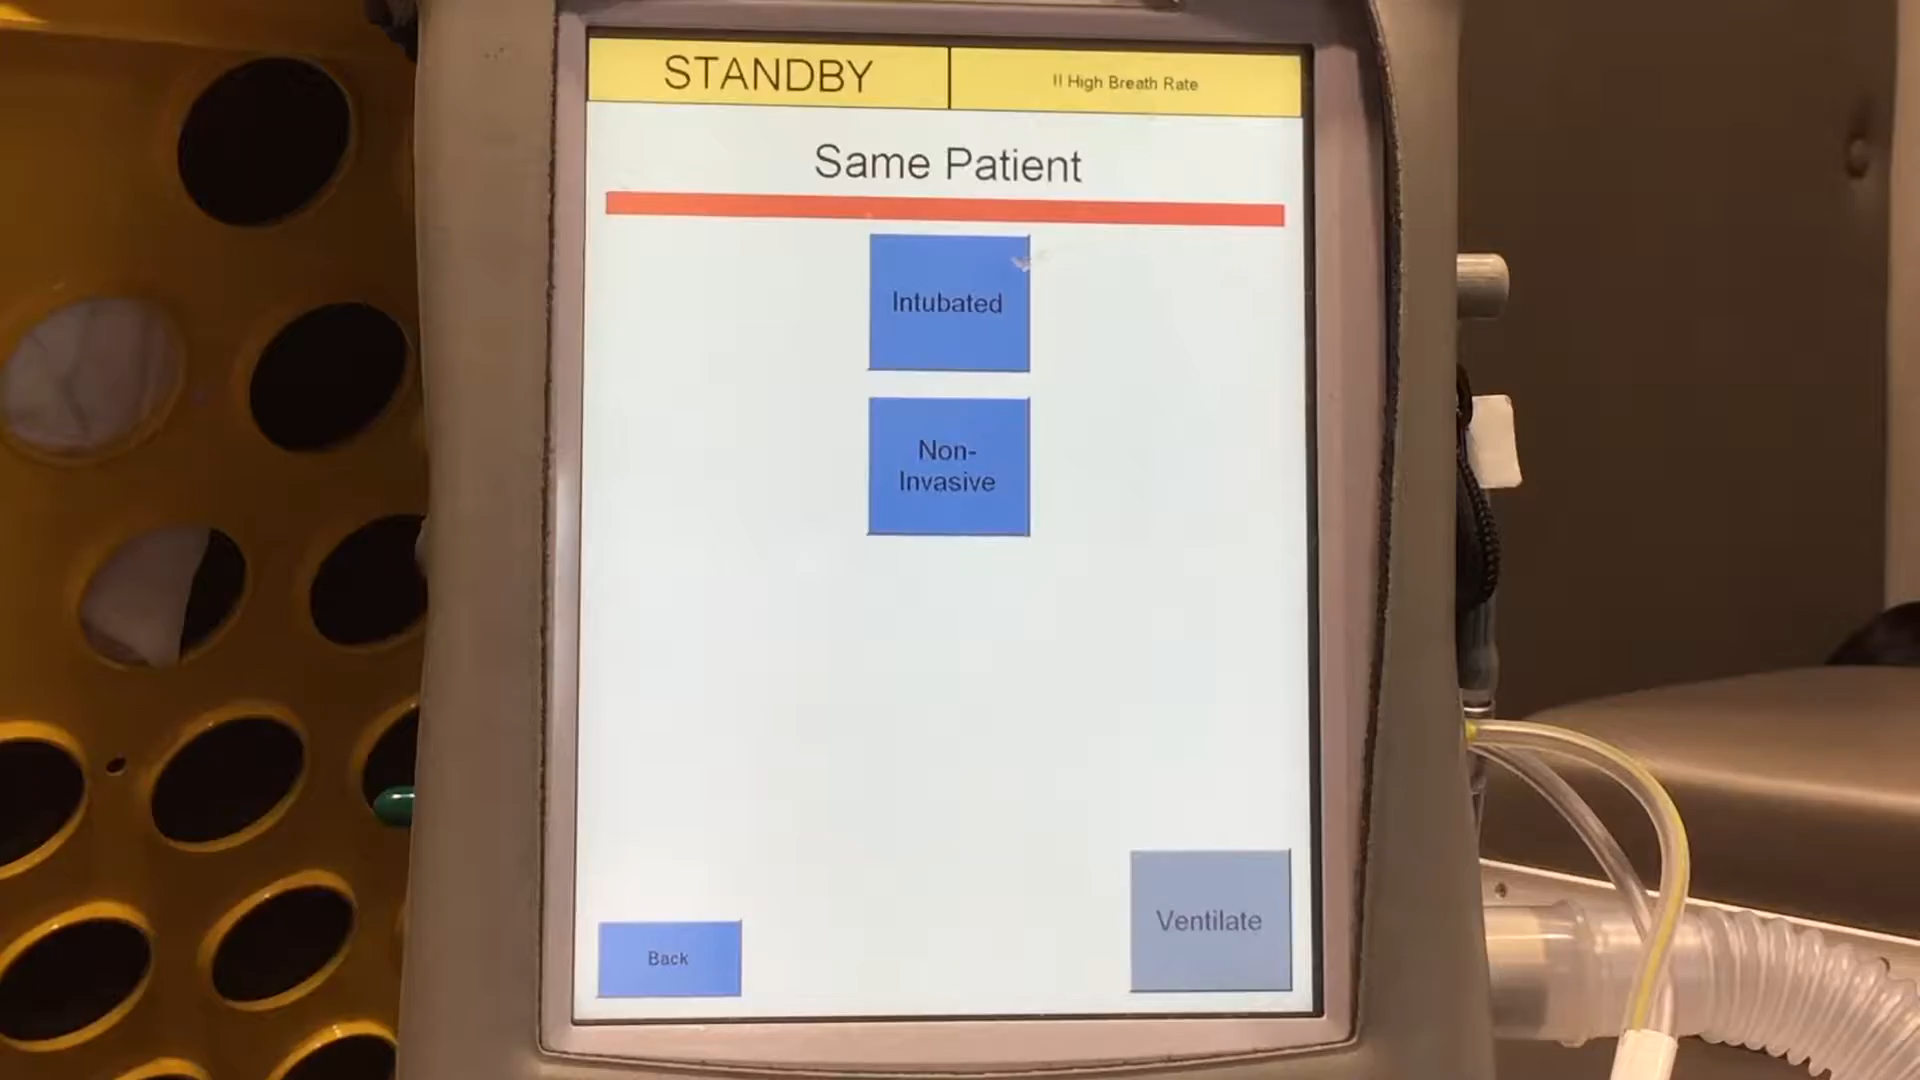 STANDBY
!! High Breath Rate
Same Patient
Intubated
Non-
Invasive
Ventilate
Back